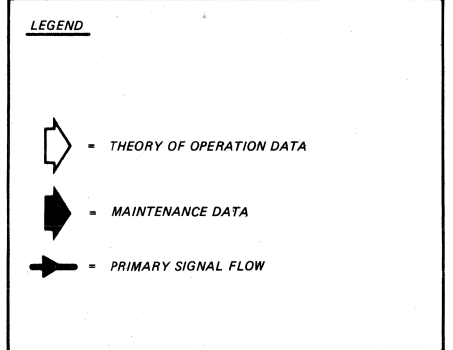 LEGEND
= THEORY OF OPERATION DATA
= MAINTENANCE DATA
= PRIMARY SIGNAL FLOW